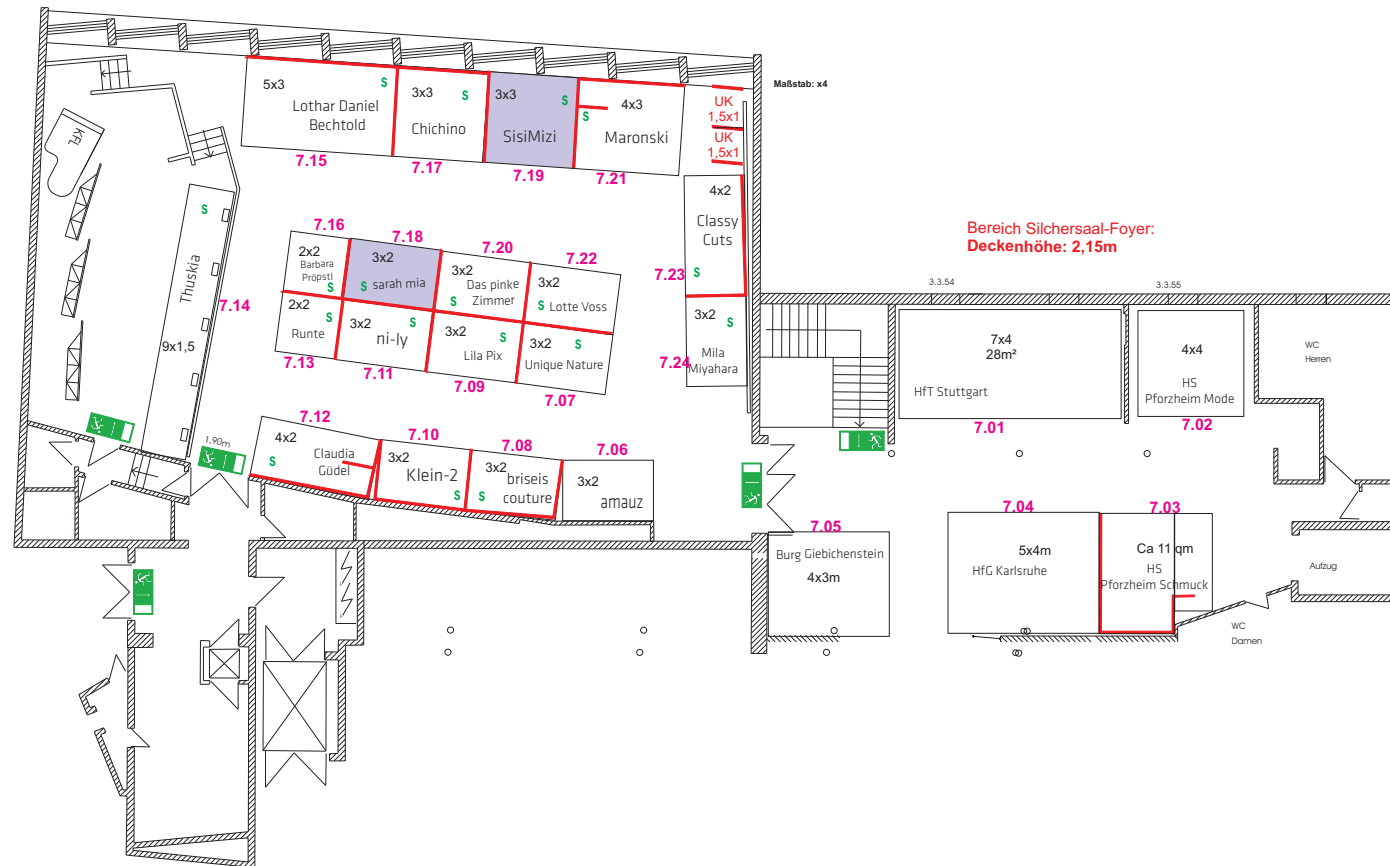 Maßstab: x4
KFL
5x3
S
Lothar Daniel
Bechtold
7.15
3x3
S
Chichino
7.17
3x3
S
SisiMizi
7.19
4x3
S
Maronski
7.21
UK
1,5x1
UK
1,5x1
4x2
Classy
Cuts
S
7.23
3x2
S
Mila
Miyahara
7.24
S
Thuskia
9x1,5
7.14
7.16
2x2
Barbara
Pröpstl
S
7.18
3x2
S
sarah mia
7.20
3x2
Das pinke
Zimmer
S
7.22
3x2
S
Lotte Voss
2x2
S
Runte
7.13
3x2
S
ni-ly
7.11
3x2
S
Lila Pix
7.09
3x2
S
Unique Nature
7.07
7.12
4x2
Claudia
Güdel
S
7.10
3x2
Klein-2
S
7.08
3x2
briseis
couture
S
7.06
3x2
amauz
1,90m
Bereich Silchersaal-Foyer:
Deckenhöhe: 2,15m
3.3.54
3.3.55
7x4
28m²
HfT Stuttgart
7.01
4x4
HS
Pforzheim Mode
7.02
WC
Herren
7.05
Burg Giebichenstein
4x3m
7.04
5x4m
HfG Karlsruhe
7.03
Ca 11 qm
HS
Pforzheim Schmuck
Aufzug
WC
Damen